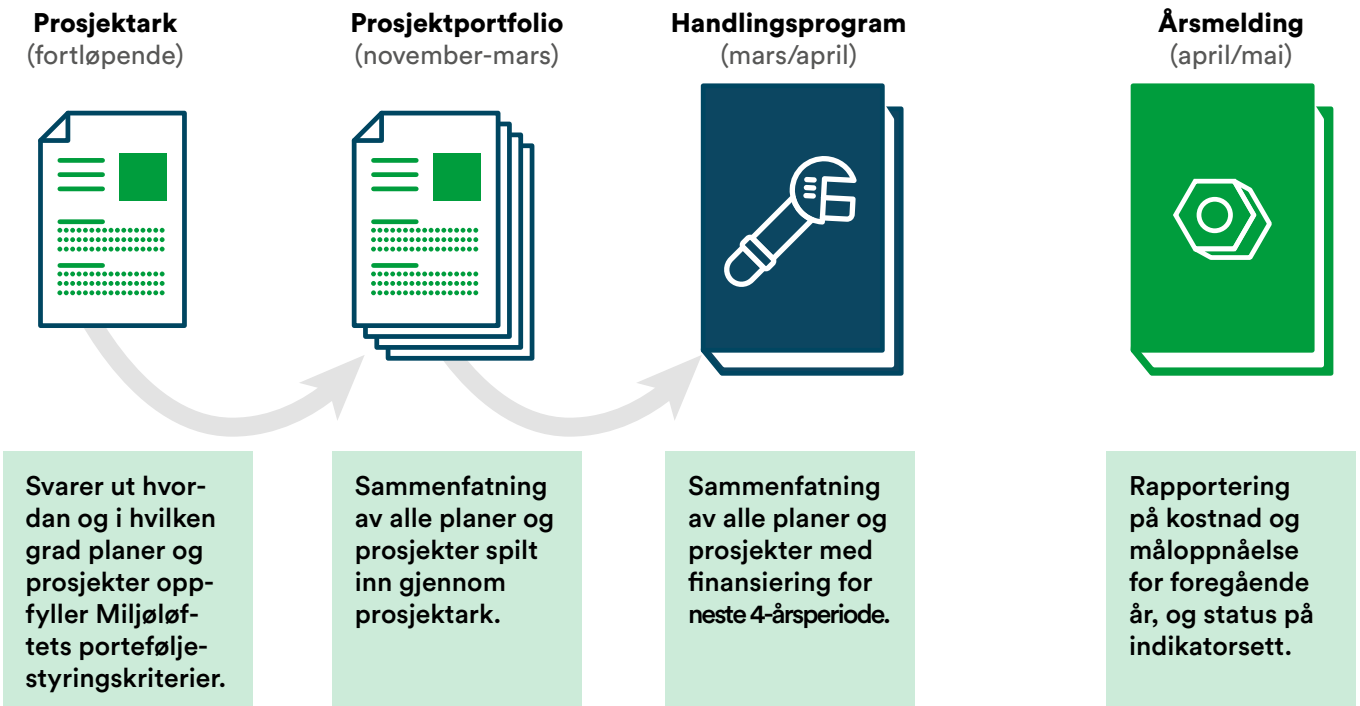 Prosjektark
(fortløpende)
Svarer ut hvor-
dan og i hvilken
grad planer og
prosjekter opp-
fyller Miljøløf-
tets portefølje-
styringskriterier.
Prosjektportfolio
(november-mars)
Sammenfatning
av alle planer og
prosjekter spilt
inn gjennom
prosjektark.
Handlingsprogram
(mars/april)
Sammenfatning
av alle planer og
prosjekter med
finansiering for
neste 4-årsperiode.
Årsmelding
(april/mai)
Rapportering
på kostnad og
måloppnåelse
for foregående
år, og status på
indikatorsett.